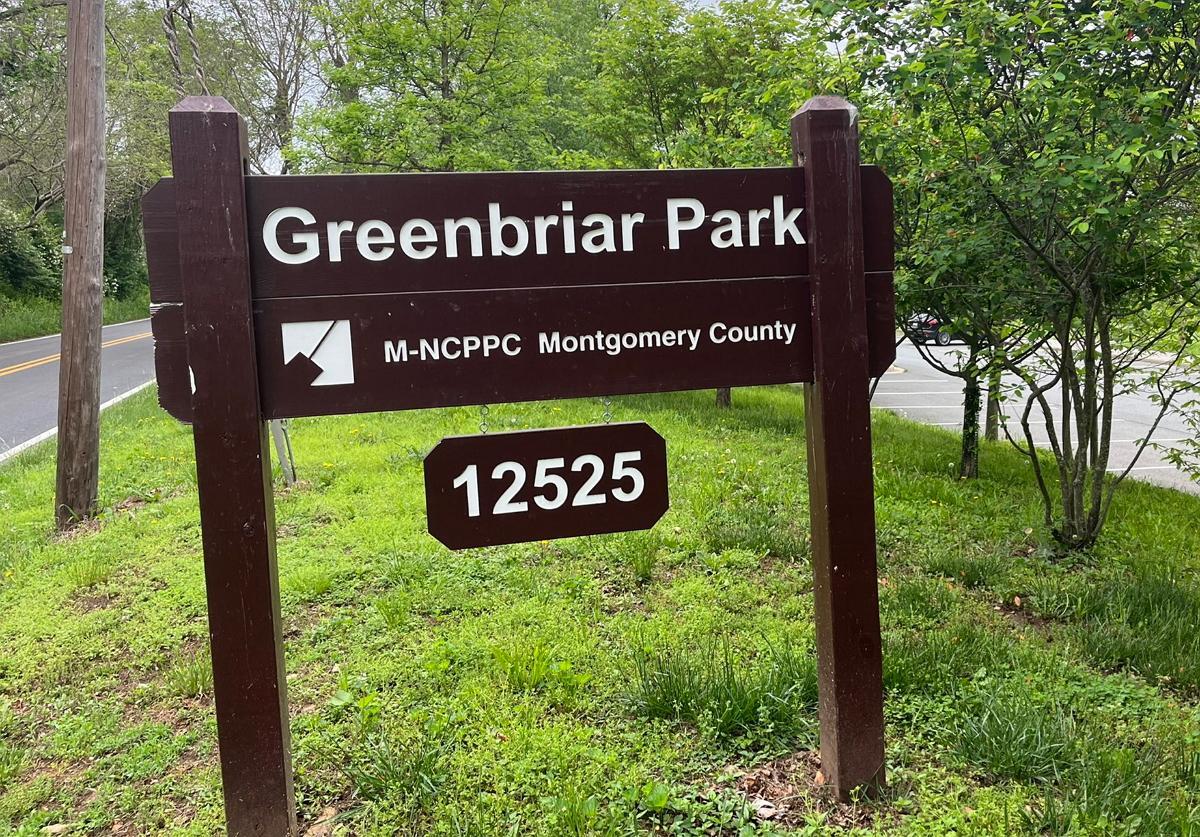 Greenbriar Park
M-NCPPC Montgomery County
12525